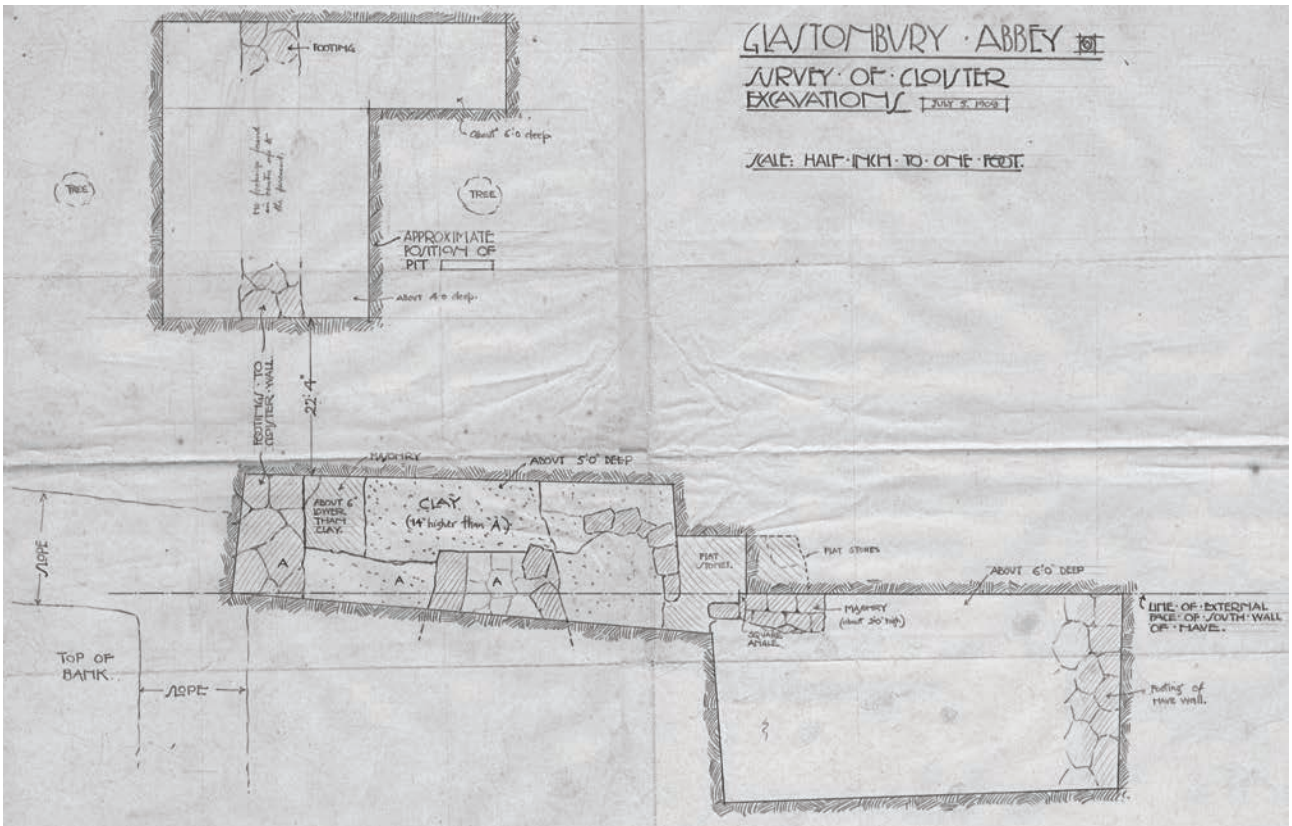 GLASTONBURY · ABBEY
SURVEY · OF · CLOISTER
EXCAVATIONS JULY 5.
SCALE: HALF·INCH·TO·ONE·FOOT.
FOOTING
About 6'0 deep
No footings found
TREE
TREE
APPROXIMATE
POSITION OF
PIT
ABOUT 4'0 deep.
FOOTINGS·TO
CLOISTER·WALL
22'·4"
MASONRY
ABOUT 5'0" DEEP
ABOUT 6"
LOWER
THAN
CLAY.
CLAY
(14" higher than A)
A
A
A
FLAT
STONES.
FLAT STONES
ABOUT 6'0" DEEP
MASONRY
SQUARE
ANGLE.
LINE·OF·EXTERNAL
FACE·OF·SOUTH·WALL
OF·NAVE.
Footing of
NAVE WALL.
SLOPE
TOP OF
BANK
SLOPE